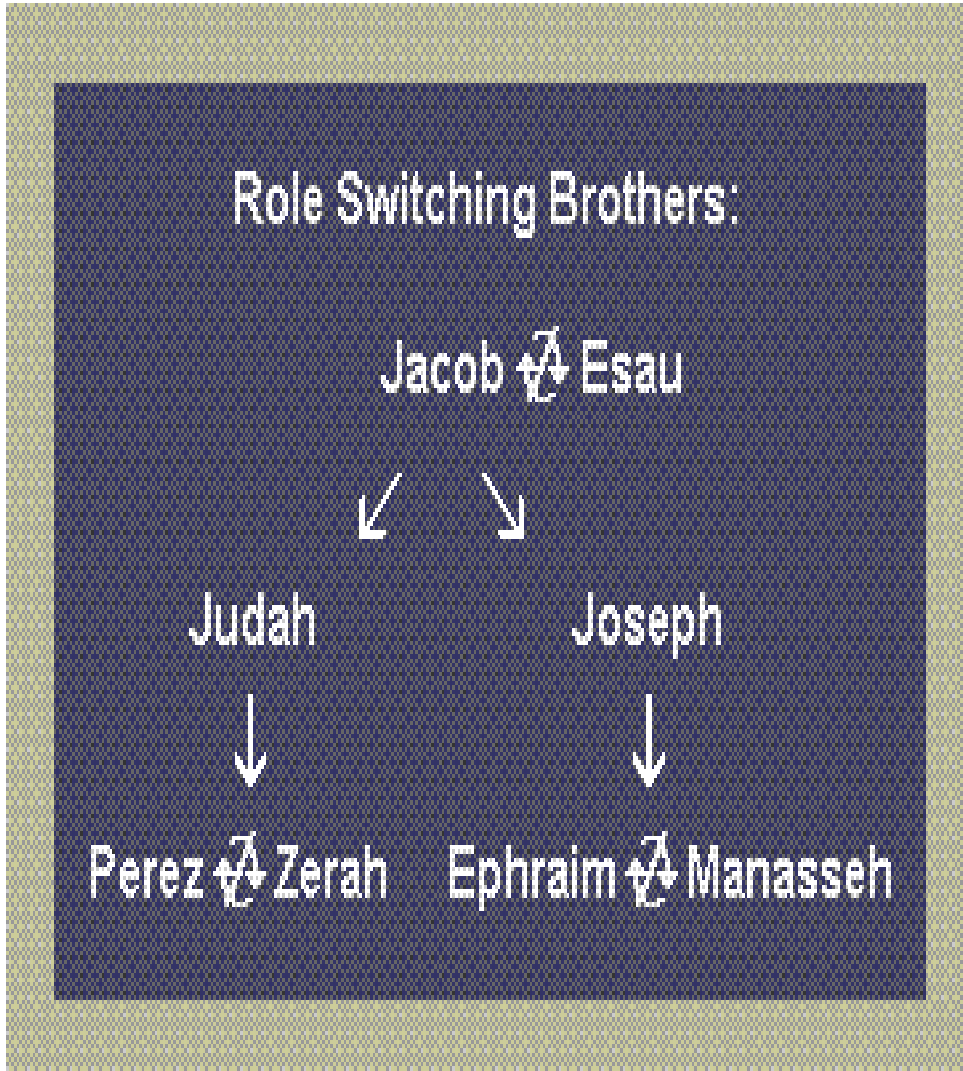 Role Switching Brothers:
Jacob Esau
Judah Joseph
Perez Zerah Ephraim Manasseh